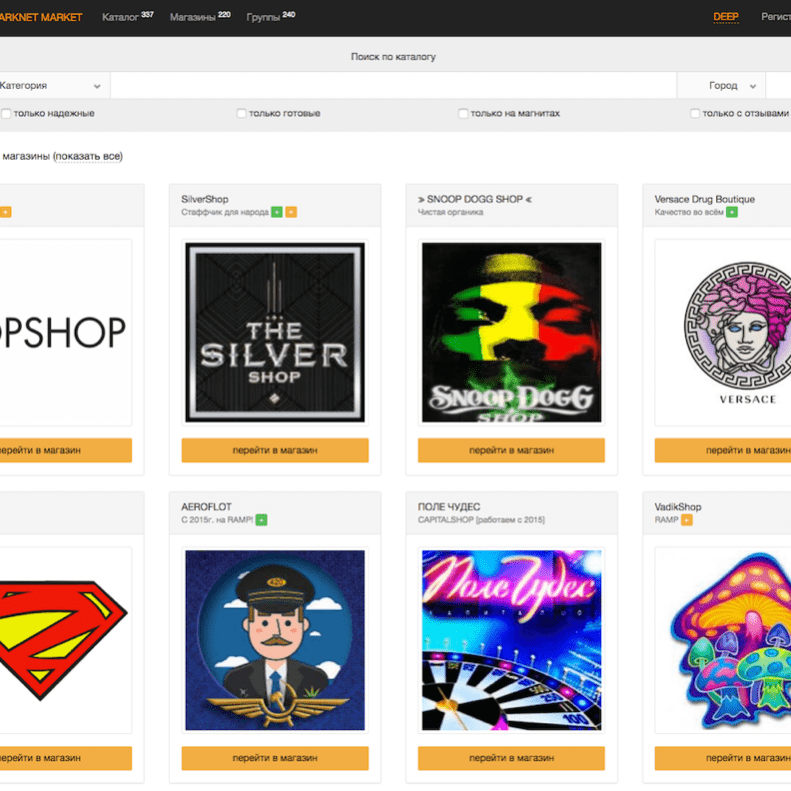 ARKNET MARKET Каталог 337 Магазины 220 Группы 240 DEEP Регист
Поиск по каталогу
Категория Город
только надежные только готовые только на магнитах только с отзывами
магазины (показать все)
SilverShop » SNOOP DOGG SHOP « Versace Drug Boutique
Стаффчик для народа Чистая органика Качество во всём
OPSHOP
THE
SILVER
SHOP
SNOOP DOGG
SHOP
VERSACE
перейти в магазин перейти в магазин перейти в магазин перейти в магазин
AEROFLOT ПОЛЕ ЧУДЕС VadikShop
С 2015г. на RAMP! CAPITALSHOP [работаем с 2015] RAMP
Поле Чудес
100
перейти в магазин перейти в магазин перейти в магазин перейти в магазин